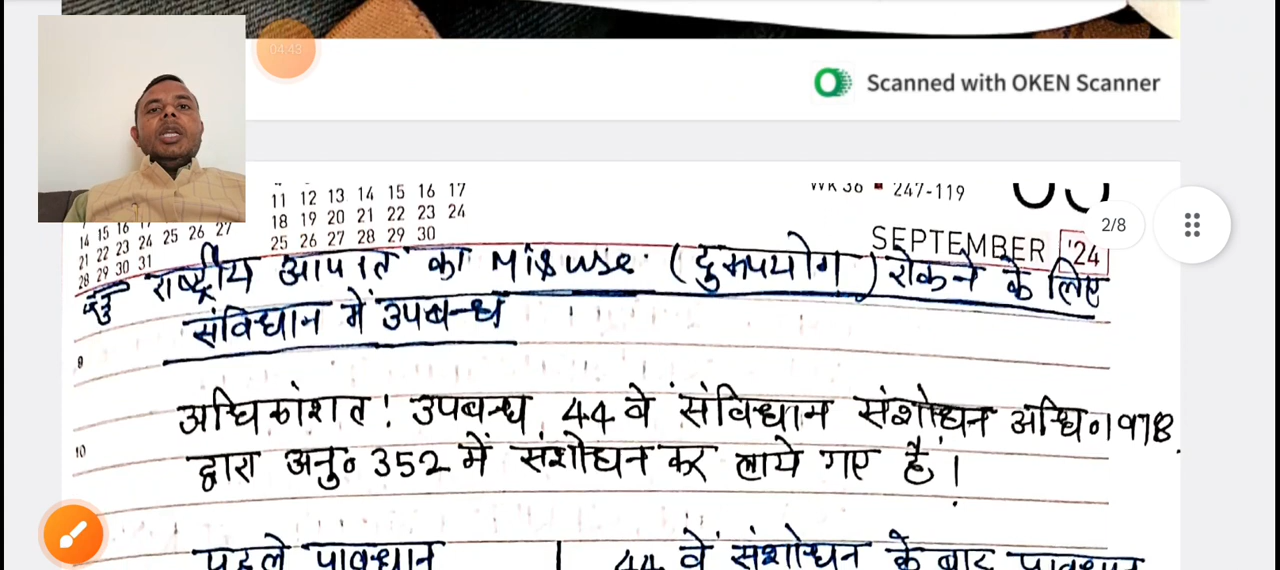 04:43
Scanned with OKEN Scanner
11 12 13 14 15 16 17
WK 36 ▪ 247-119
14 15 16
18 19 20 21 22 23 24
2/8
21 22 23 24 25 26 27
25 26 27 28 29 30
SEPTEMBER '24
28 29 30 31
राष्ट्रीय आपात का Misuse (दुरूपयोग) रोकने के लिए
संविधान में उपबन्ध
9
अधिकांशत: उपबन्ध 44 वे संविधान संशोधन अधि० 1978
10
द्वारा अनु० 352 में संशोधन कर लाये गए है।
पहले प्रावधान | 44 वें संशोधन के बाद प्रावधान